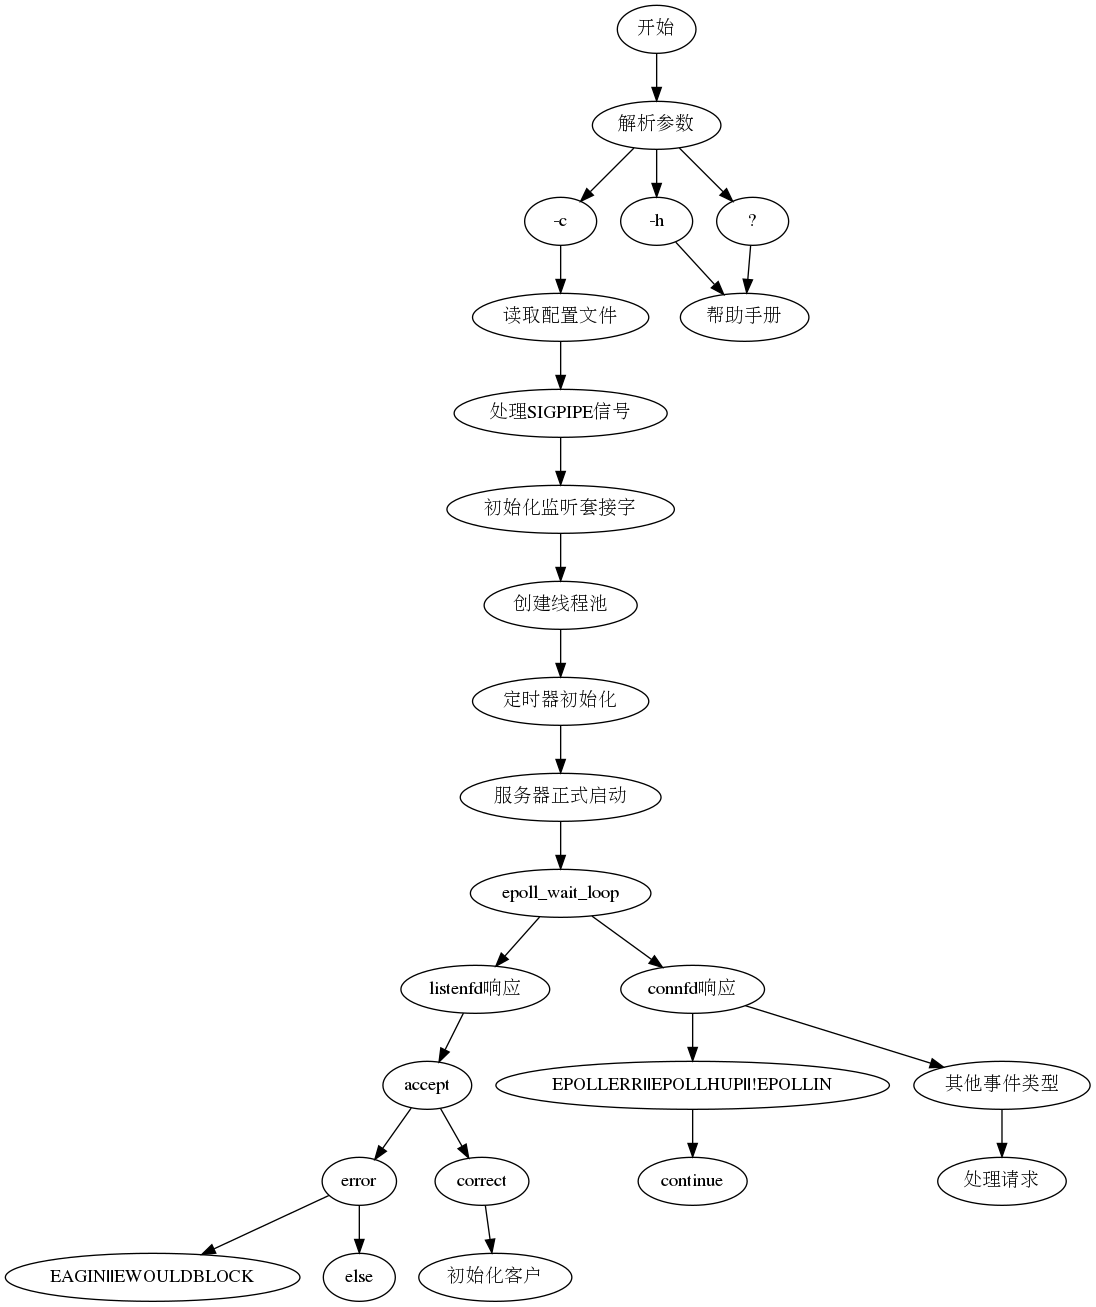 开始
解析参数
-c
-h
?
读取配置文件
帮助手册
处理SIGPIPE信号
初始化监听套接字
创建线程池
定时器初始化
服务器正式启动
epoll_wait_loop
listenfd响应
connfd响应
accept
EPOLLERR||EPOLLHUP||!EPOLLIN
其他事件类型
error
correct
continue
处理请求
EAGIN||EWOULDBLOCK
else
初始化客户